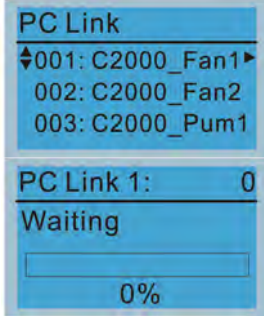 PC Link
001: C2000_Fan1
002: C2000_Fan2
003: C2000_Pum1
PC Link 1: 0
Waiting
0%